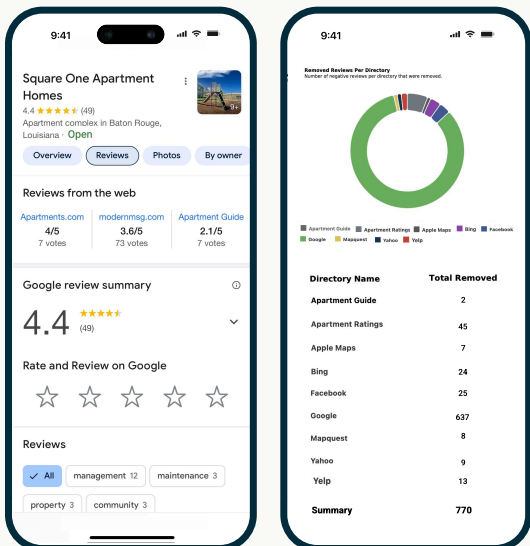 9:41
Square One Apartment
Homes
4.4 ★★★★★ (49)
Apartment complex in Baton Rouge,
Louisiana · Open
9+
Overview
Reviews
Photos
By owner
Reviews from the web
Apartments.com
4/5
7 votes
modernmsg.com
3.6/5
73 votes
Apartment Guide
2.1/5
7 votes
Google review summary
4.4
(49)
Rate and Review on Google
Reviews
✓ All
management 12
maintenance 3
property 3
community 3
9:41
Removed Reviews Per Directory
Number of negative reviews per directory that were removed.
Apartment Guide Apartment Ratings Apple Maps Bing Facebook
Google Mapquest Yahoo Yelp
Directory Name Total Removed
Apartment Guide 2
Apartment Ratings 45
Apple Maps 7
Bing 24
Facebook 25
Google 637
Mapquest 8
Yahoo 9
Yelp 13
Summary 770